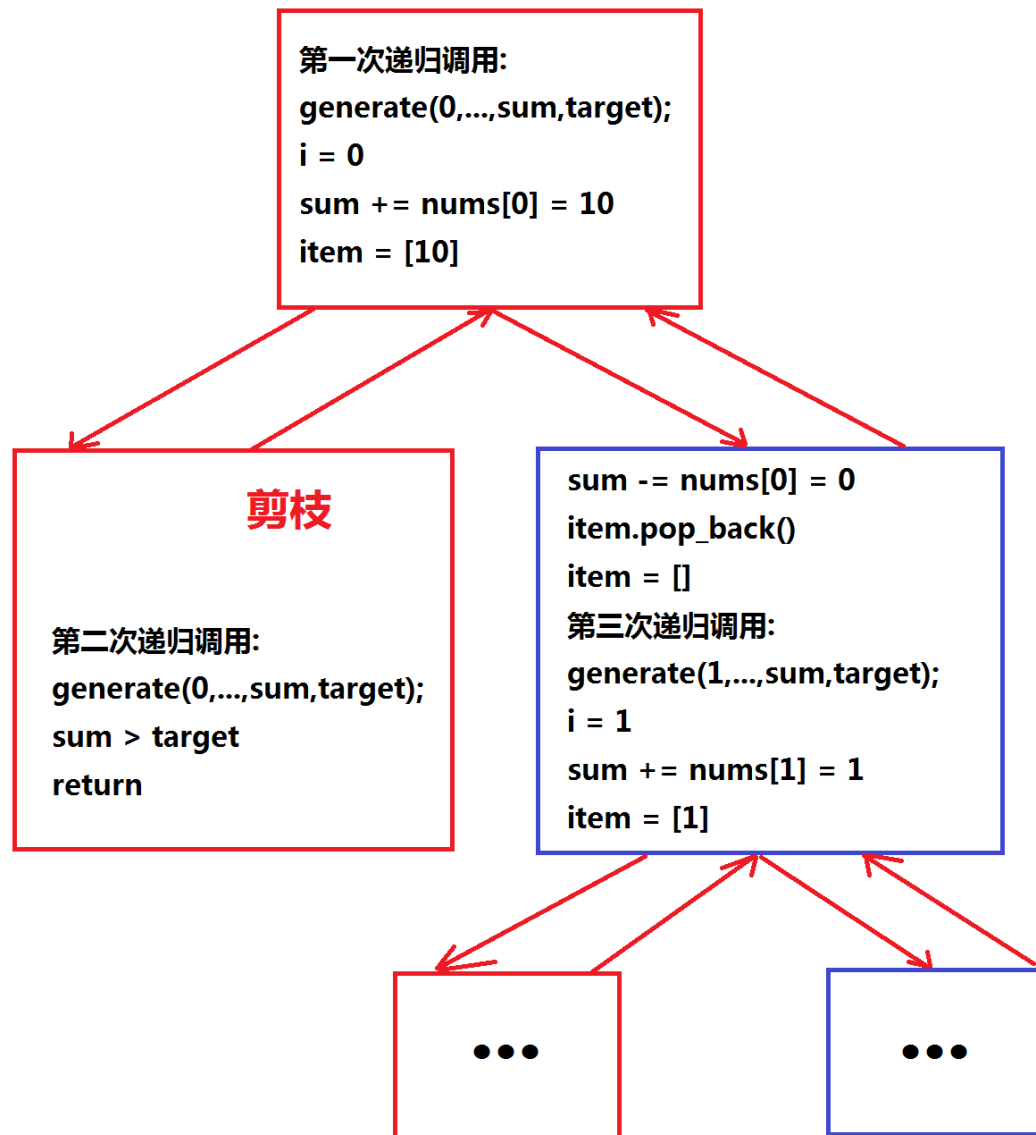 第一次递归调用:
generate(0,...,sum,target);
i = 0
sum += nums[0] = 10
item = [10]
剪枝
第二次递归调用:
generate(0,...,sum,target);
sum > target
return
sum -= nums[0] = 0
item.pop_back()
item = []
第三次递归调用:
generate(1,...,sum,target);
i = 1
sum += nums[1] = 1
item = [1]
•••
•••